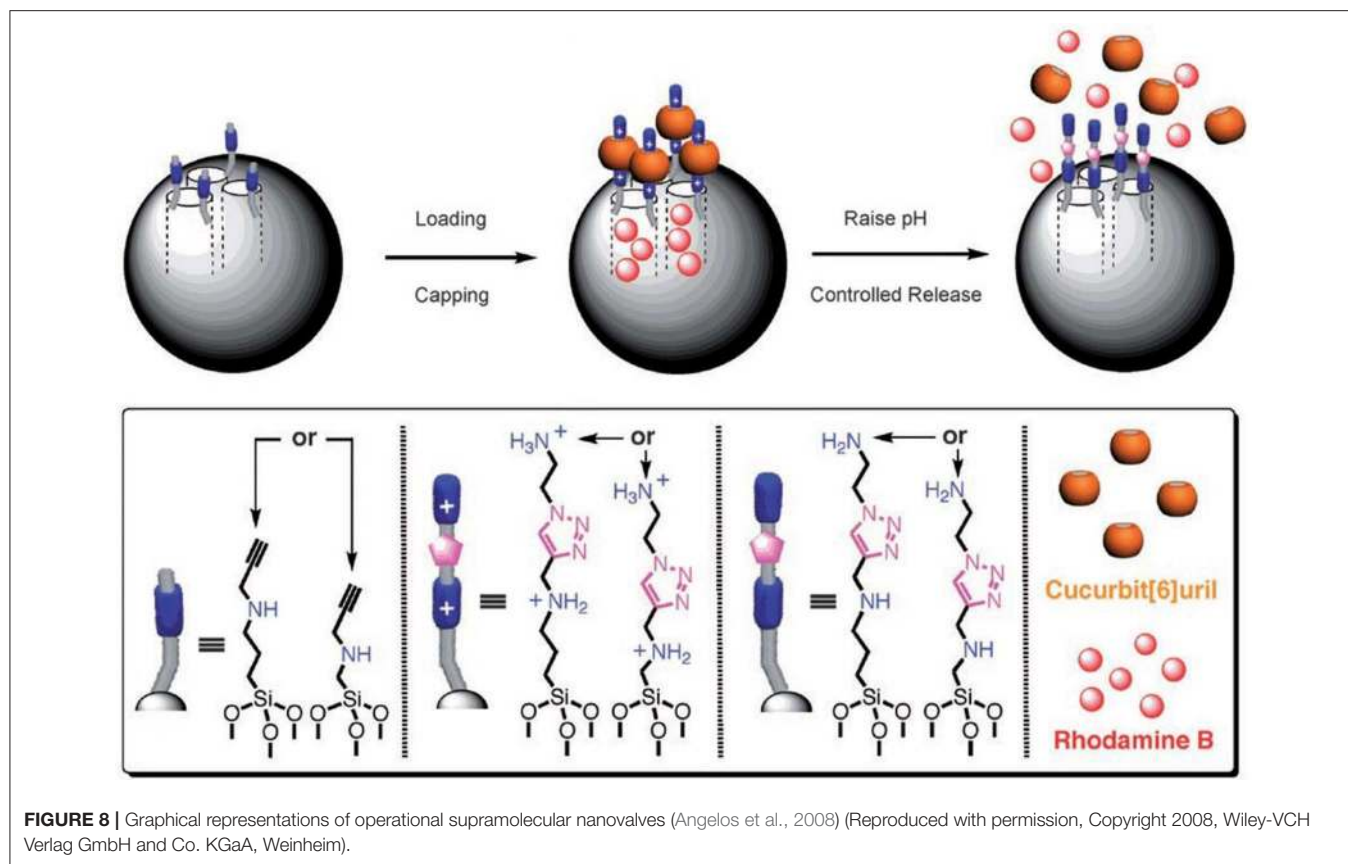 Loading
Capping
Raise pH
Controlled Release
or
NH
NH
Si
O O O
Si
O O O
+
+
or
H₃N⁺
H₃N⁺
N N N
N N N
+NH₂
+NH₂
Si
O O O
Si
O O O
or
H₂N
H₂N
N N N
N N N
NH
NH
Si
O O O
Si
O O O
Cucurbit[6]uril
Rhodamine B
FIGURE 8 | Graphical representations of operational supramolecular nanovalves (Angelos et al., 2008) (Reproduced with permission, Copyright 2008, Wiley-VCH
Verlag GmbH and Co. KGaA, Weinheim).